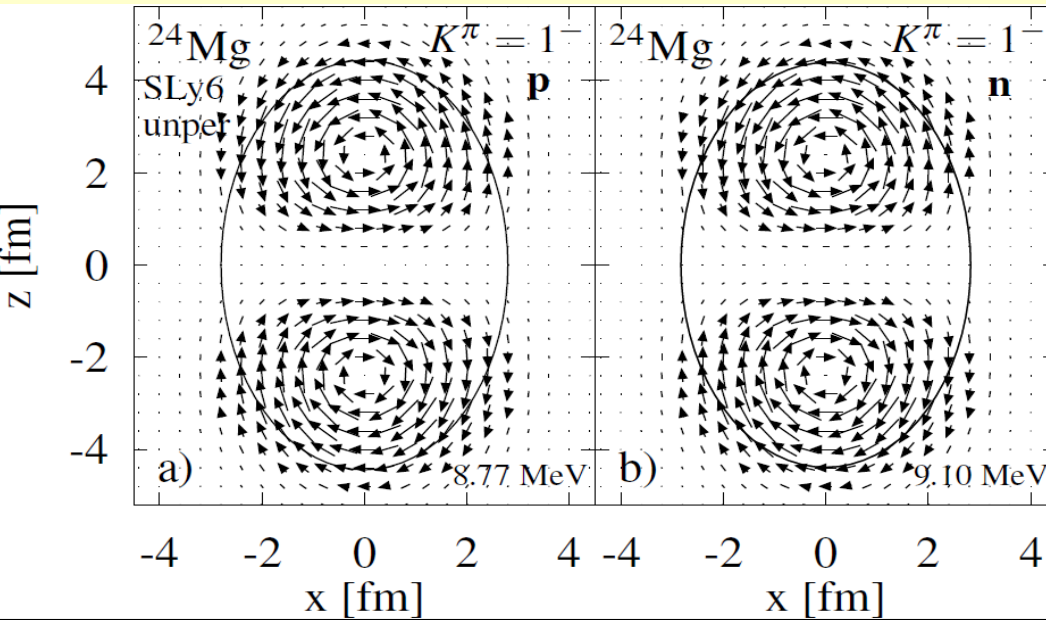 ²⁴Mg
SLy6
unper
Kπ = 1−
p
a)
8.77 MeV
²⁴Mg
Kπ = 1−
n
b)
9.10 MeV
4
2
0
-2
-4
z [fm]
-4 -2 0 2 4 -4 -2 0 2 4
x [fm] x [fm]